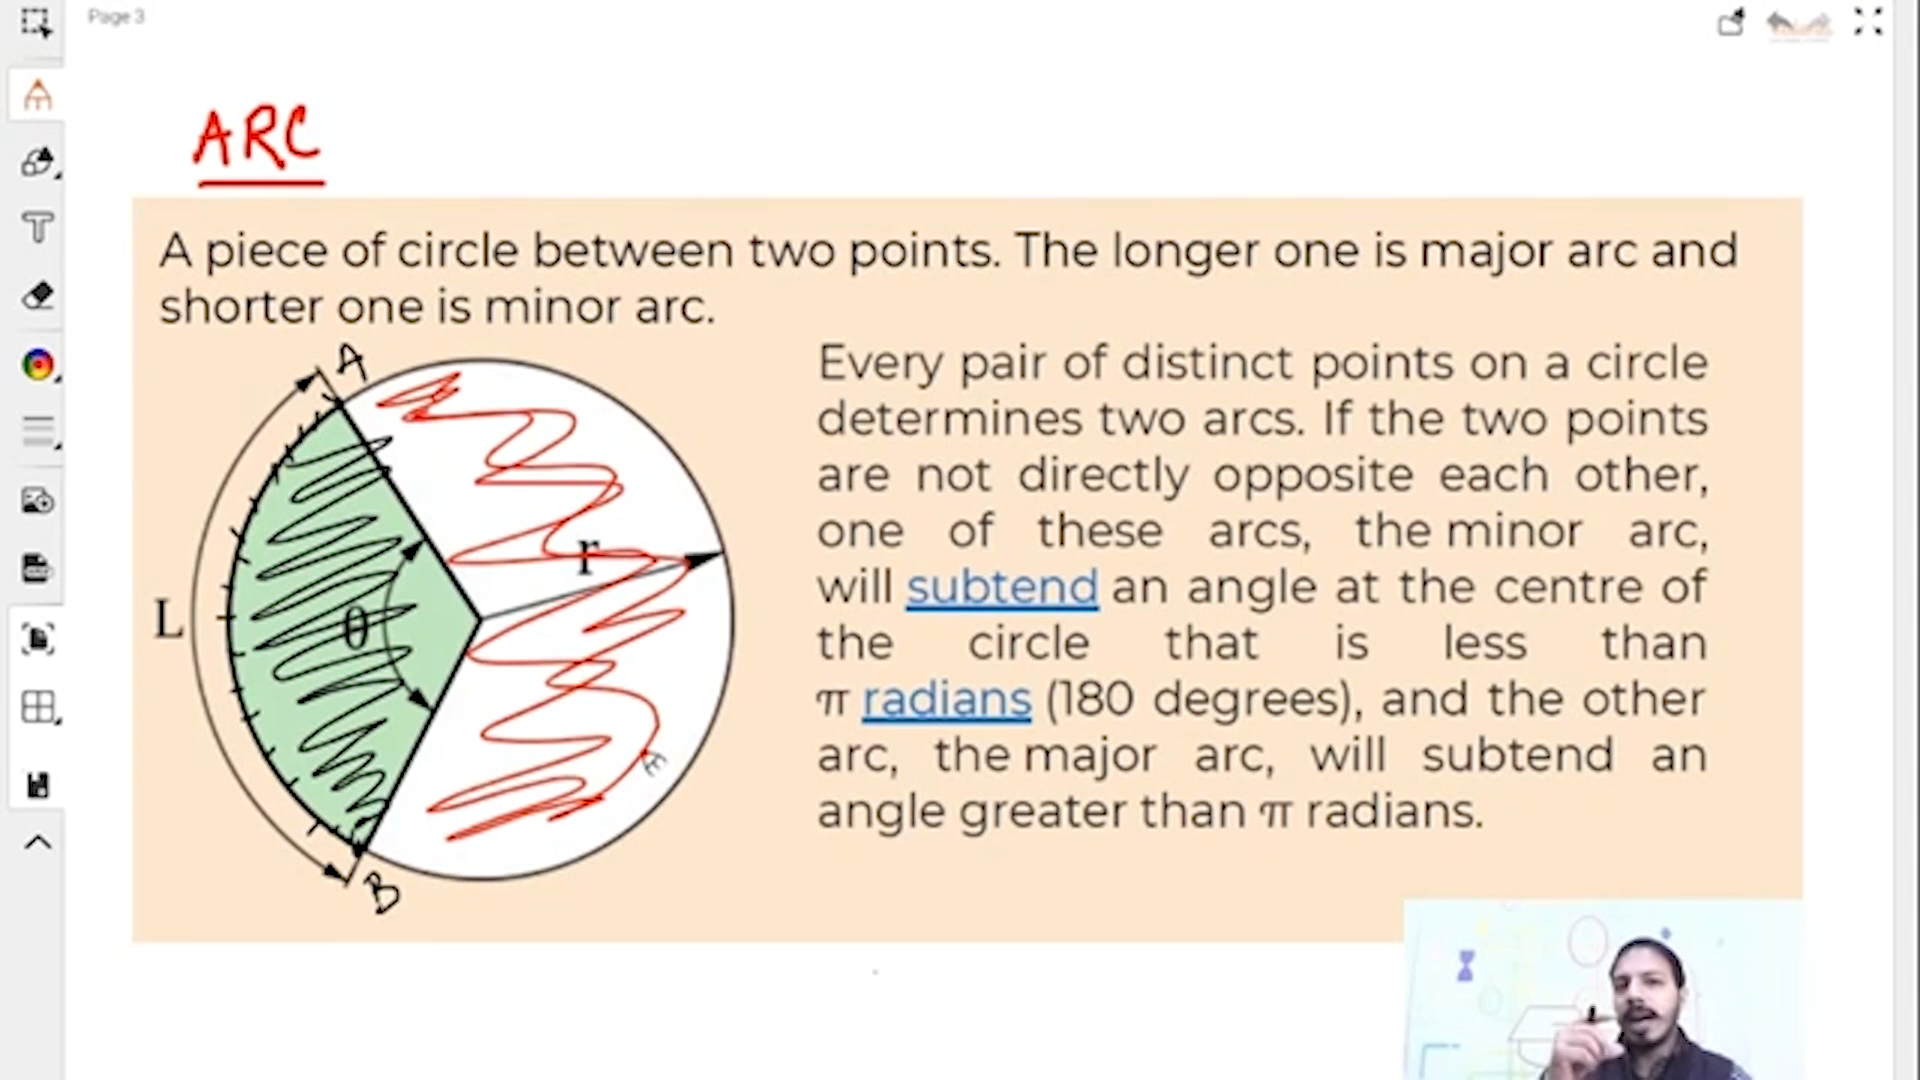 Page 3
ARC
A piece of circle between two points. The longer one is major arc and
shorter one is minor arc.
A
Every pair of distinct points on a circle
determines two arcs. If the two points
are not directly opposite each other,
one of these arcs, the minor arc,
r
will subtend an angle at the centre of
L
θ
the circle that is less than
π radians (180 degrees), and the other
arc, the major arc, will subtend an
angle greater than π radians.
B